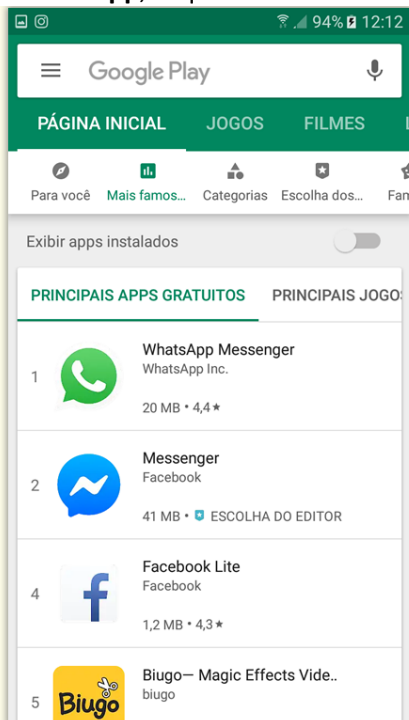 94% 12:12
Google Play
PÁGINA INICIAL JOGOS FILMES
Para você Mais famos... Categorias Escolha dos... Fam
Exibir apps instalados
PRINCIPAIS APPS GRATUITOS PRINCIPAIS JOGO
1
WhatsApp Messenger
WhatsApp Inc.
20 MB • 4,4★
2
Messenger
Facebook
41 MB • ESCOLHA DO EDITOR
4
Facebook Lite
Facebook
1,2 MB • 4,3★
5
Biugo
Biugo— Magic Effects Vide..
biugo